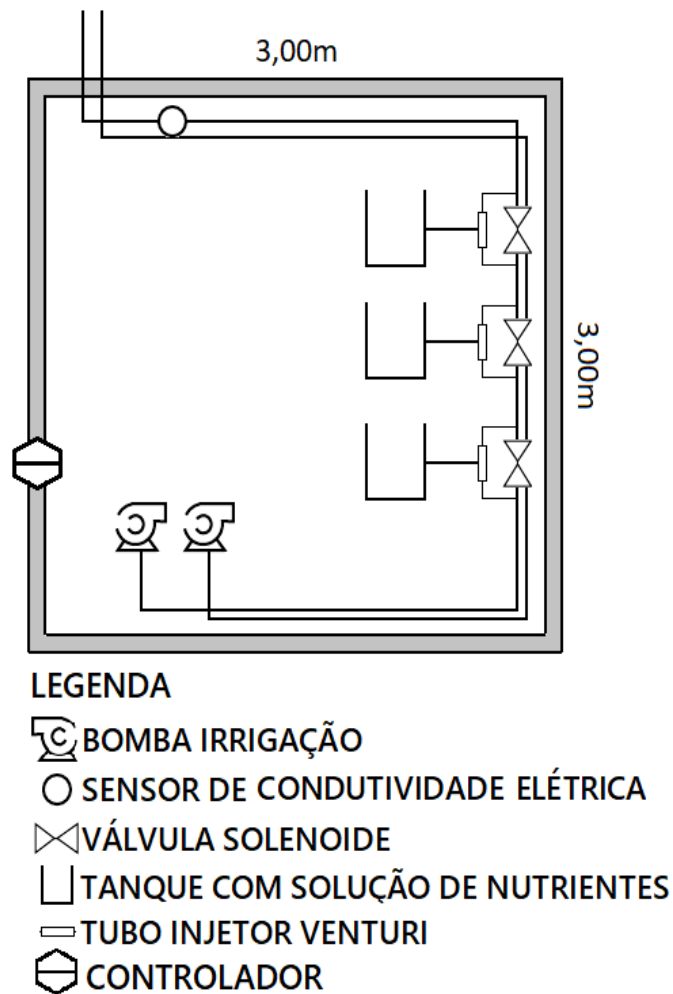 3,00m
3,00m
LEGENDA
BOMBA IRRIGAÇÃO
SENSOR DE CONDUTIVIDADE ELÉTRICA
VÁLVULA SOLENOIDE
TANQUE COM SOLUÇÃO DE NUTRIENTES
TUBO INJETOR VENTURI
CONTROLADOR